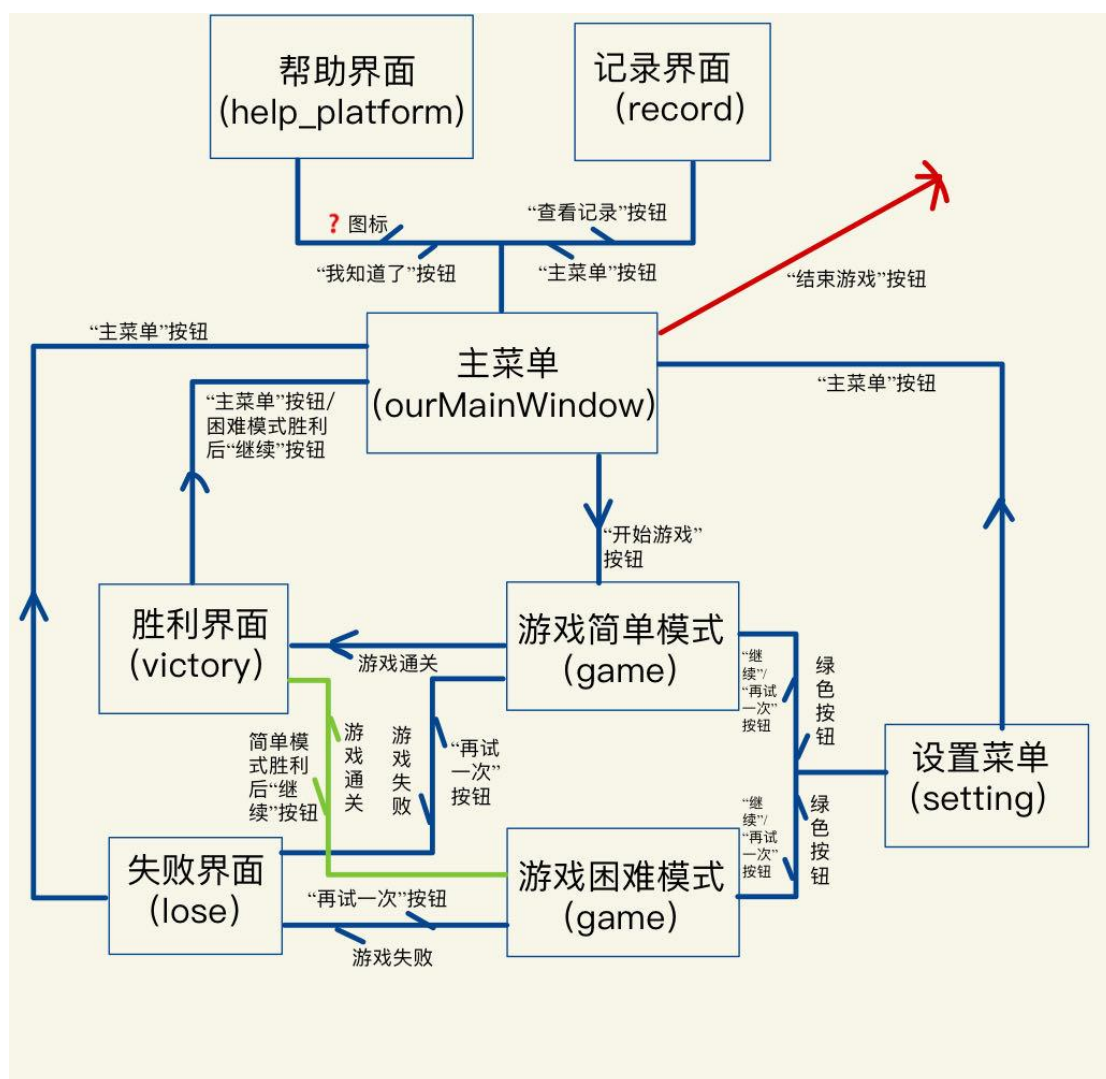 帮助界面
(help_platform)
记录界面
(record)
? 图标
“查看记录”按钮
“我知道了”按钮
“主菜单”按钮
“结束游戏”按钮
“主菜单”按钮
主菜单
(ourMainWindow)
“主菜单”按钮
“主菜单”按钮/
困难模式胜利
后“继续”按钮
“开始游戏”
按钮
胜利界面
(victory)
游戏通关
游戏简单模式
(game)
“继
续”/
“再试
一次”
按钮
绿
色
按
钮
简单模
式胜利
后“继
续”按钮
游
戏
通
关
游
戏
失
败
“再试
一次”
按钮
设置菜单
(setting)
“继
续”/
“再试
一次”
按钮
绿
色
按
钮
失败界面
(lose)
“再试一次”按钮
游戏失败
游戏困难模式
(game)